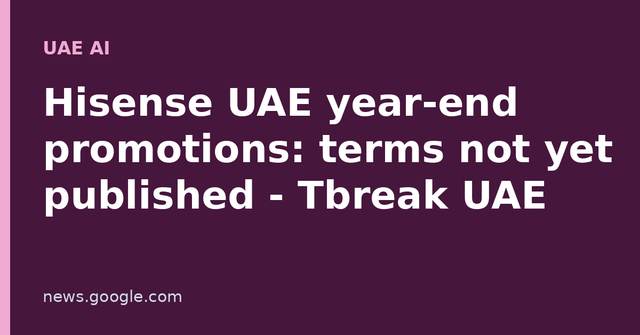 UAE AI
Hisense UAE year-end
promotions: terms not yet
published - Tbreak UAE
news.google.com